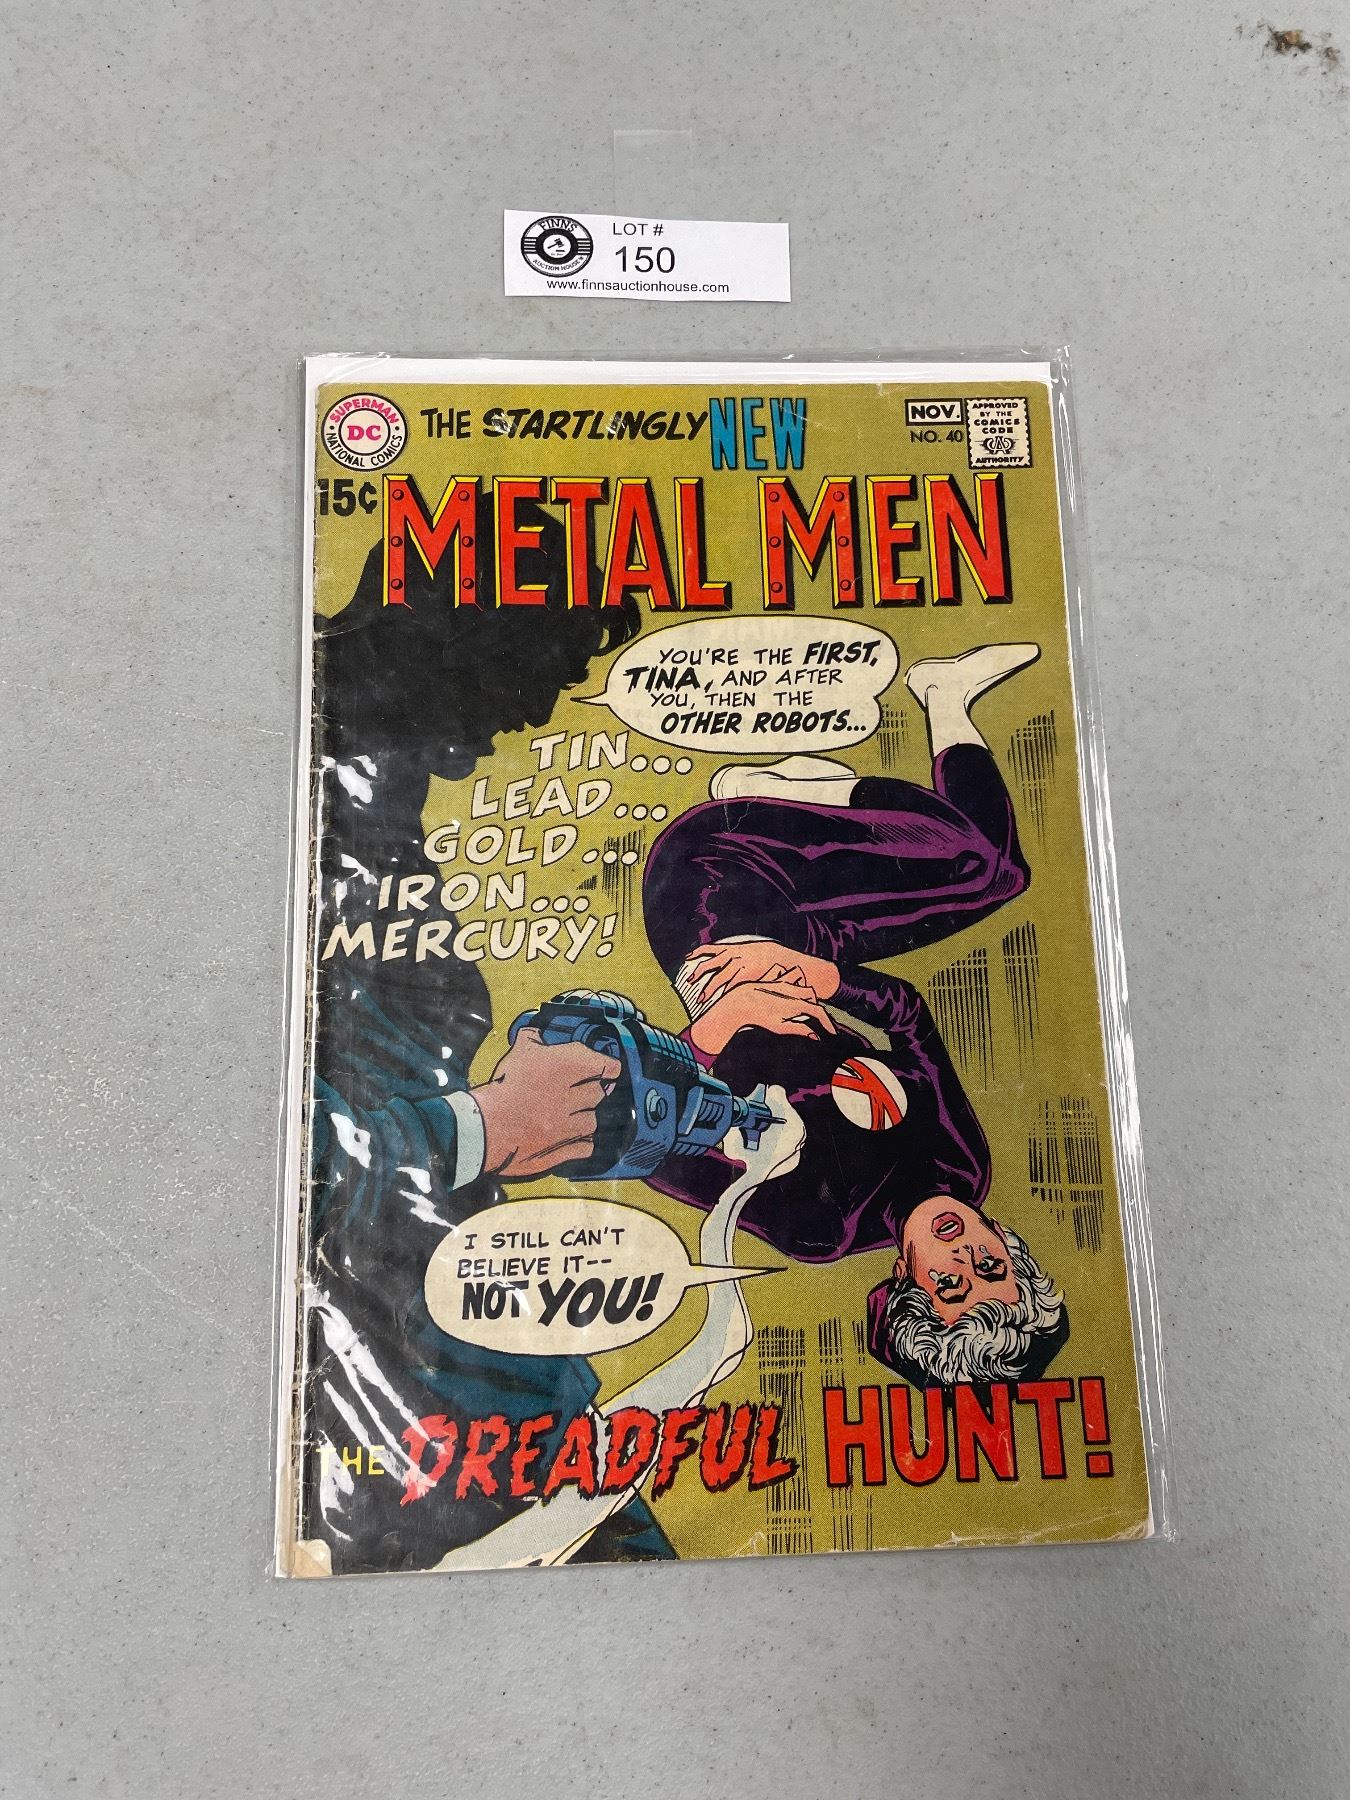 FINNS
AUCTION HOUSE
LOT #
150
www.finnsauctionhouse.com
SUPERMAN
DC
NATIONAL COMICS
THE STARTLINGLY NEW
NOV.
NO. 40
APPROVED
BY THE
COMICS
CODE
CA
AUTHORITY
15¢
METAL MEN
YOU'RE THE FIRST,
TINA, AND AFTER
YOU, THEN THE
OTHER ROBOTS...
TIN...
LEAD...
GOLD...
IRON...
MERCURY!
I STILL CAN'T
BELIEVE IT--
NOT YOU!
THE DREADFUL HUNT!